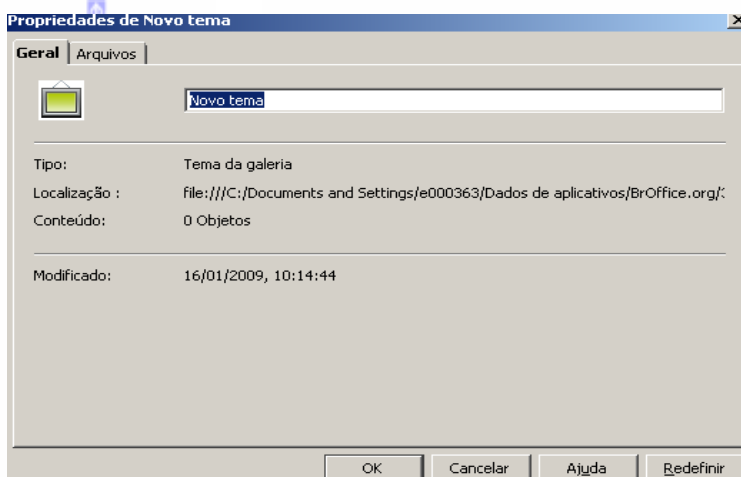 Propriedades de Novo tema
Geral Arquivos
Novo tema
Tipo: Tema da galeria
Localização : file:///C:/Documents and Settings/e000363/Dados de aplicativos/BrOffice.org/
Conteúdo: 0 Objetos
Modificado: 16/01/2009, 10:14:44
OK Cancelar Ajuda Redefinir